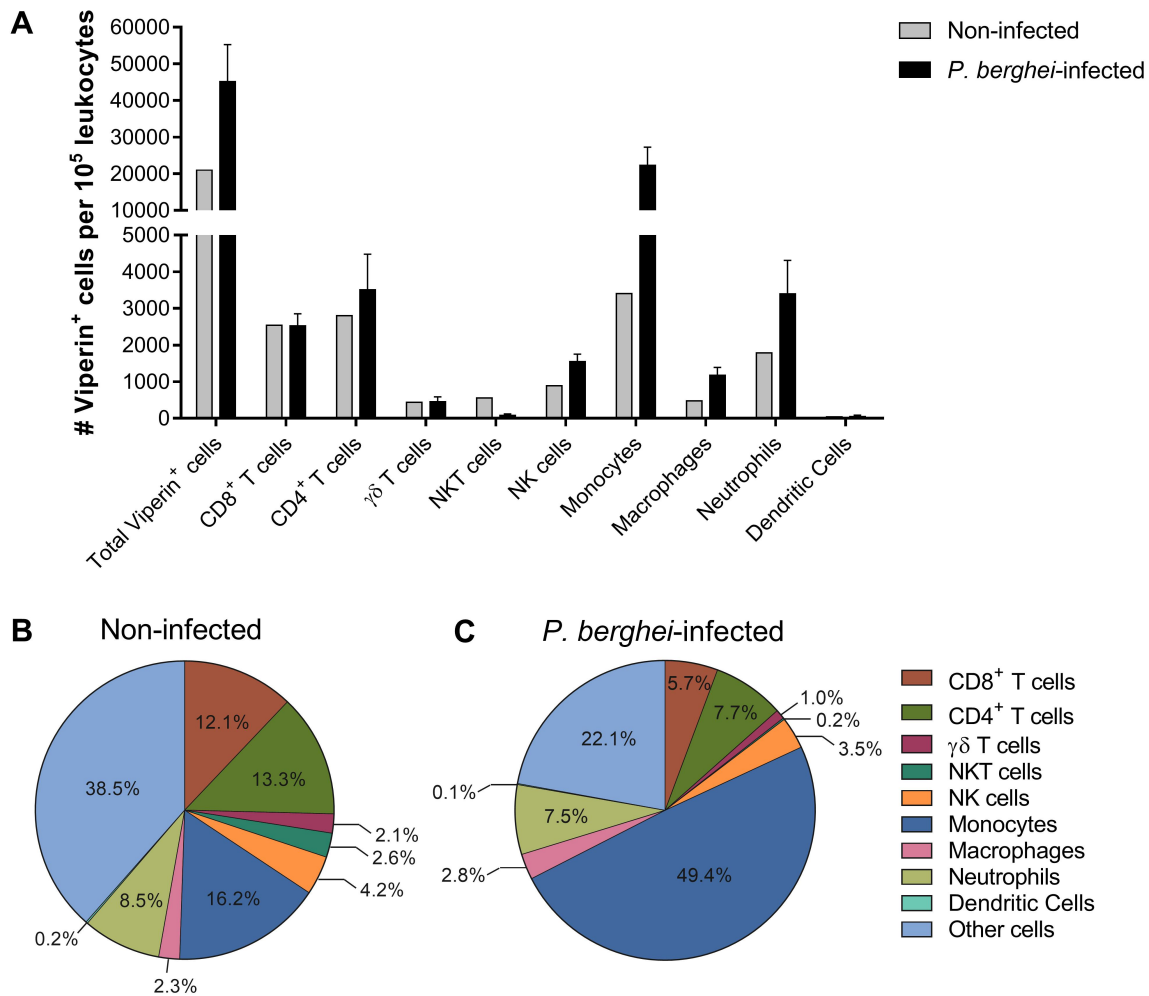 A
# Viperin⁺ cells per 10⁵ leukocytes
60000
50000
40000
30000
20000
10000
5000
4000
3000
2000
1000
0
Total Viperin⁺ cells
CD8⁺ T cells
CD4⁺ T cells
γδ T cells
NKT cells
NK cells
Monocytes
Macrophages
Neutrophils
Dendritic Cells
Non-infected
P. berghei-infected
B
Non-infected
12.1%
13.3%
2.1%
2.6%
4.2%
16.2%
2.3%
8.5%
0.2%
38.5%
C
P. berghei-infected
5.7%
7.7%
1.0%
0.2%
3.5%
49.4%
2.8%
7.5%
0.1%
22.1%
CD8⁺ T cells
CD4⁺ T cells
γδ T cells
NKT cells
NK cells
Monocytes
Macrophages
Neutrophils
Dendritic Cells
Other cells